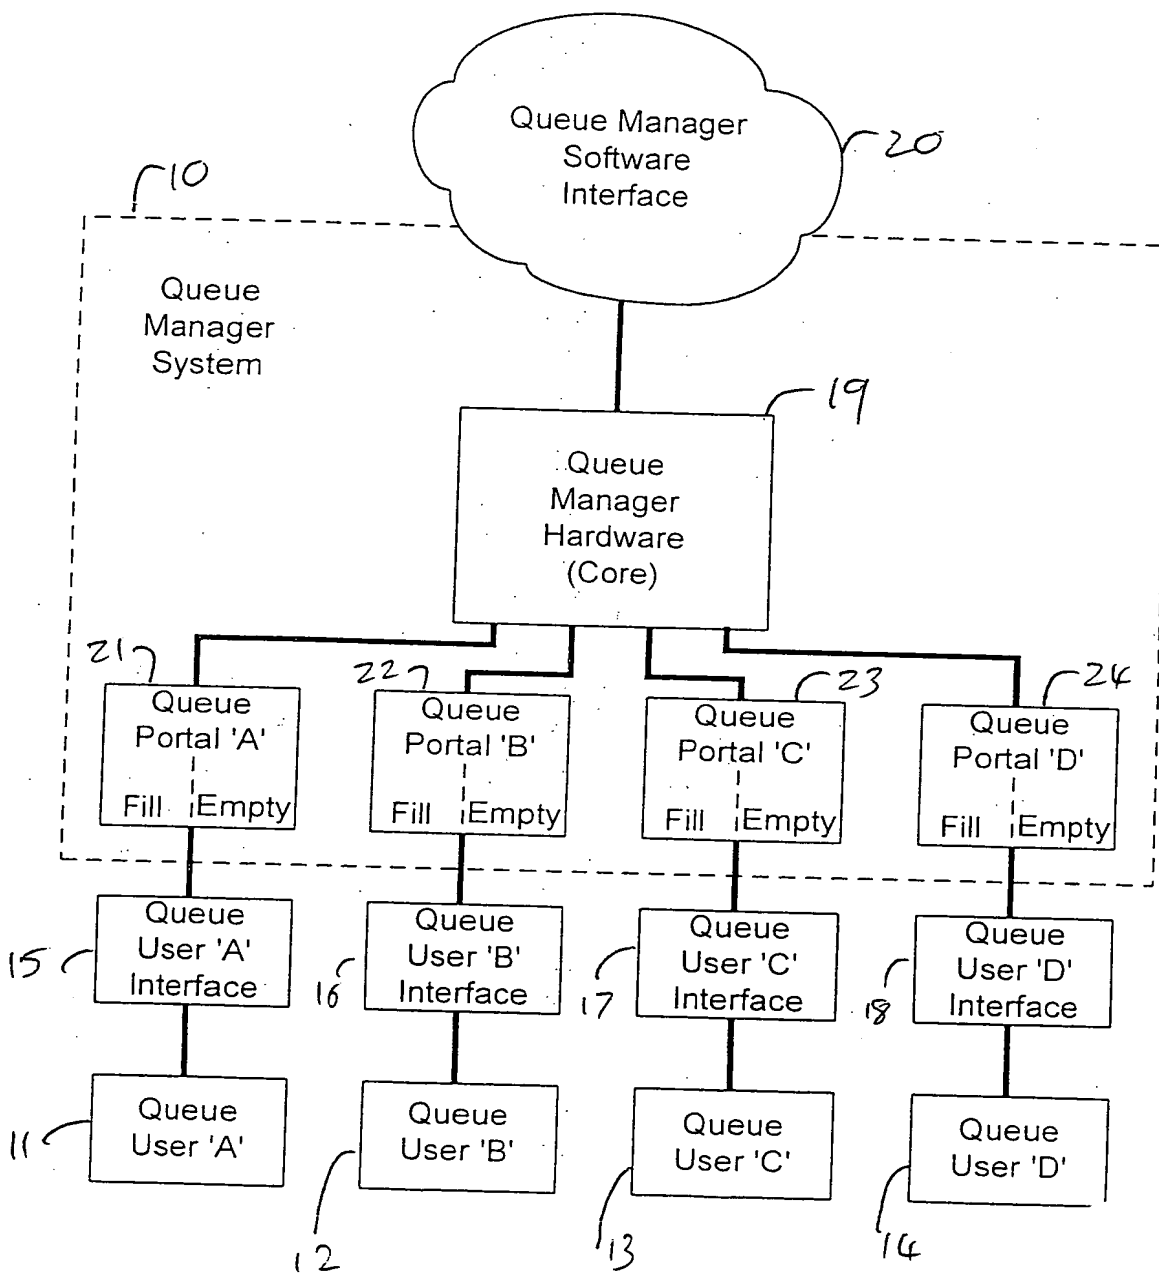 Queue Manager
Software
Interface
20
10
Queue
Manager
System
19
Queue
Manager
Hardware
(Core)
21
22
23
24
Queue
Portal 'A'
Fill Empty
Queue
Portal 'B'
Fill Empty
Queue
Portal 'C'
Fill Empty
Queue
Portal 'D'
Fill Empty
15
Queue
User 'A'
Interface
16
Queue
User 'B'
Interface
17
Queue
User 'C'
Interface
18
Queue
User 'D'
Interface
11
Queue
User 'A'
12
Queue
User 'B'
13
Queue
User 'C'
14
Queue
User 'D'